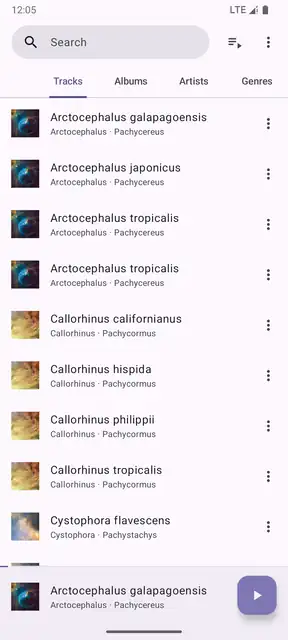 12:05
LTE
Search
Tracks
Albums
Artists
Genres
Arctocephalus galapagoensis
Arctocephalus · Pachycereus
Arctocephalus japonicus
Arctocephalus · Pachycereus
Arctocephalus tropicalis
Arctocephalus · Pachycereus
Arctocephalus tropicalis
Arctocephalus · Pachycereus
Callorhinus californianus
Callorhinus · Pachycormus
Callorhinus hispida
Callorhinus · Pachycormus
Callorhinus philippii
Callorhinus · Pachycormus
Callorhinus tropicalis
Callorhinus · Pachycormus
Cystophora flavescens
Cystophora · Pachystachys
Arctocephalus galapagoensis
Arctocephalus · Pachycereus